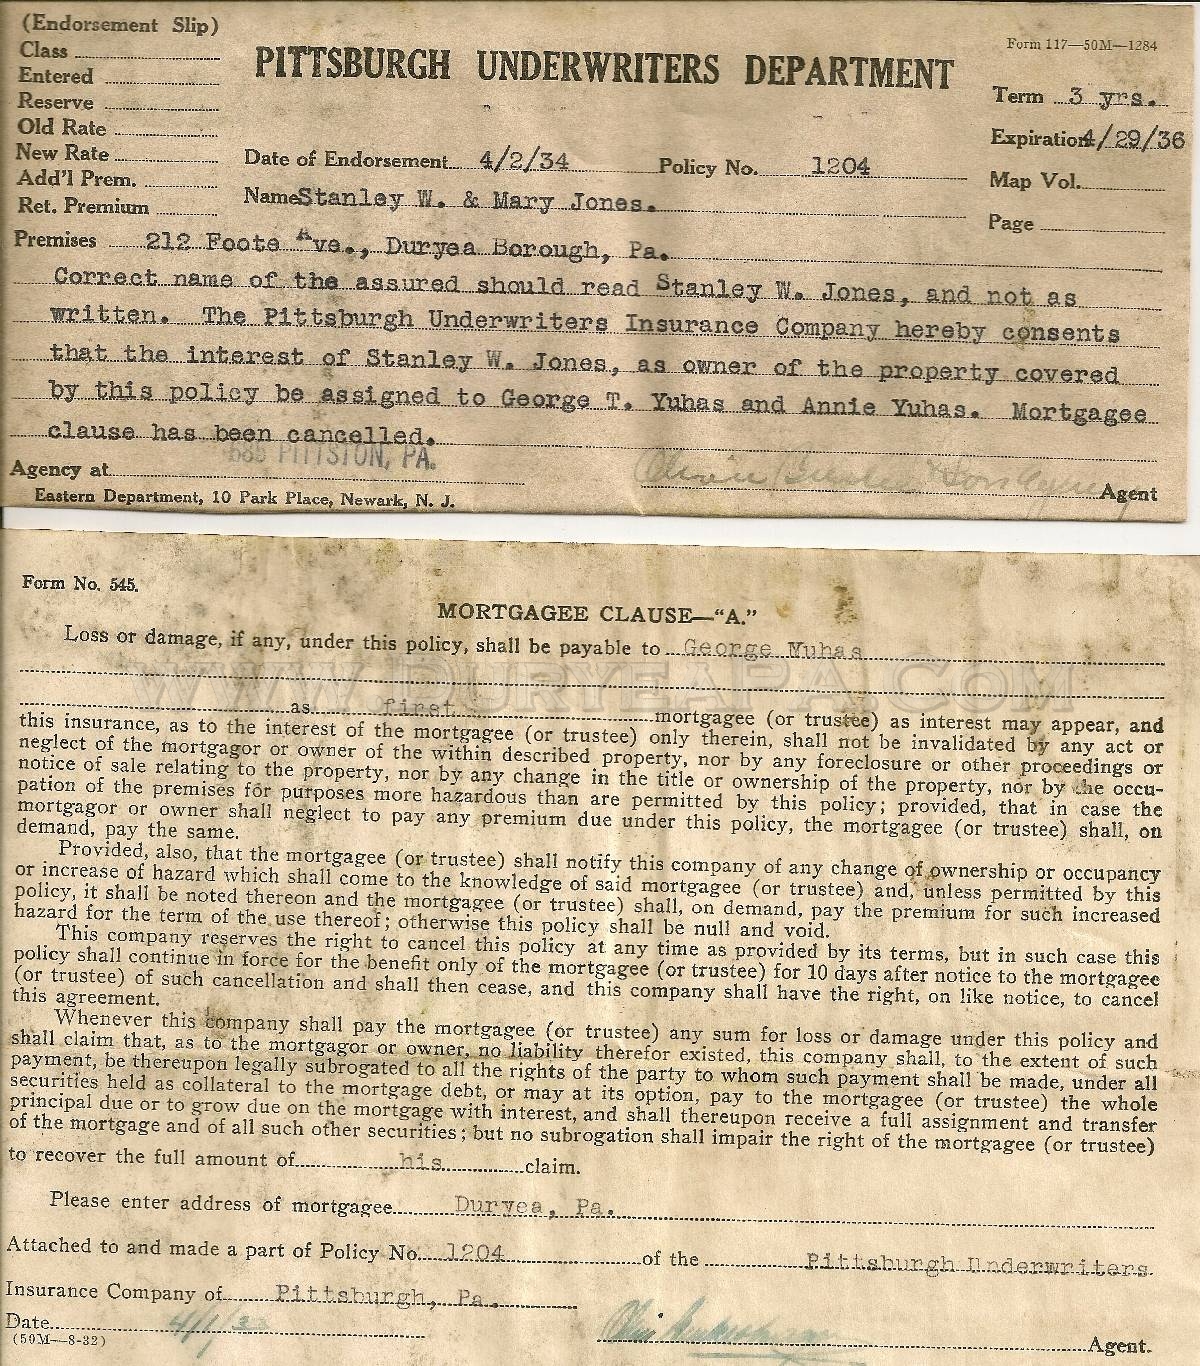 (Endorsement Slip)
Class
Entered
Reserve
Old Rate
New Rate
Add'l Prem.
Ret. Premium
PITTSBURGH UNDERWRITERS DEPARTMENT
Form 117—50M—1284
Term 3 yrs.
Expiration 4/29/36
Map Vol.
Page
Date of Endorsement 4/2/34 Policy No. 1204
Name Stanley W. & Mary Jones.
Premises 212 Foote Ave., Duryea Borough, Pa.
Correct name of the assured should read Stanley W. Jones, and not as
written. The Pittsburgh Underwriters Insurance Company hereby consents
that the interest of Stanley W. Jones, as owner of the property covered
by this policy be assigned to George T. Yuhas and Annie Yuhas. Mortgagee
clause has been cancelled.
585 PITTSTON, PA.
Agency at
Agent
Eastern Department, 10 Park Place, Newark, N. J.
Form No. 545.
MORTGAGEE CLAUSE—"A."
Loss or damage, if any, under this policy, shall be payable to George Wuhas
www.DuryeaPa.com
as first mortgagee (or trustee) as interest may appear, and
this insurance, as to the interest of the mortgagee (or trustee) only therein, shall not be invalidated by any act or
neglect of the mortgagor or owner of the within described property, nor by any foreclosure or other proceedings or
notice of sale relating to the property, nor by any change in the title or ownership of the property, nor by the occu-
pation of the premises for purposes more hazardous than are permitted by this policy; provided, that in case the
mortgagor or owner shall neglect to pay any premium due under this policy, the mortgagee (or trustee) shall, on
demand, pay the same.
Provided, also, that the mortgagee (or trustee) shall notify this company of any change of ownership or occupancy
or increase of hazard which shall come to the knowledge of said mortgagee (or trustee) and, unless permitted by this
policy, it shall be noted thereon and the mortgagee (or trustee) shall, on demand, pay the premium for such increased
hazard for the term of the use thereof; otherwise this policy shall be null and void.
This company reserves the right to cancel this policy at any time as provided by its terms, but in such case this
policy shall continue in force for the benefit only of the mortgagee (or trustee) for 10 days after notice to the mortgagee
(or trustee) of such cancellation and shall then cease, and this company shall have the right, on like notice, to cancel
this agreement.
Whenever this company shall pay the mortgagee (or trustee) any sum for loss or damage under this policy and
shall claim that, as to the mortgagor or owner, no liability therefor existed, this company shall, to the extent of such
payment, be thereupon legally subrogated to all the rights of the party to whom such payment shall be made, under all
securities held as collateral to the mortgage debt, or may at its option, pay to the mortgagee (or trustee) the whole
principal due or to grow due on the mortgage with interest, and shall thereupon receive a full assignment and transfer
of the mortgage and of all such other securities; but no subrogation shall impair the right of the mortgagee (or trustee)
to recover the full amount of his claim.
Please enter address of mortgagee Duryea, Pa.
Attached to and made a part of Policy No. 1204 of the Pittsburgh Underwriters
Insurance Company of Pittsburgh, Pa.
Date 4/1/33
(50M—8-32)
Agent.